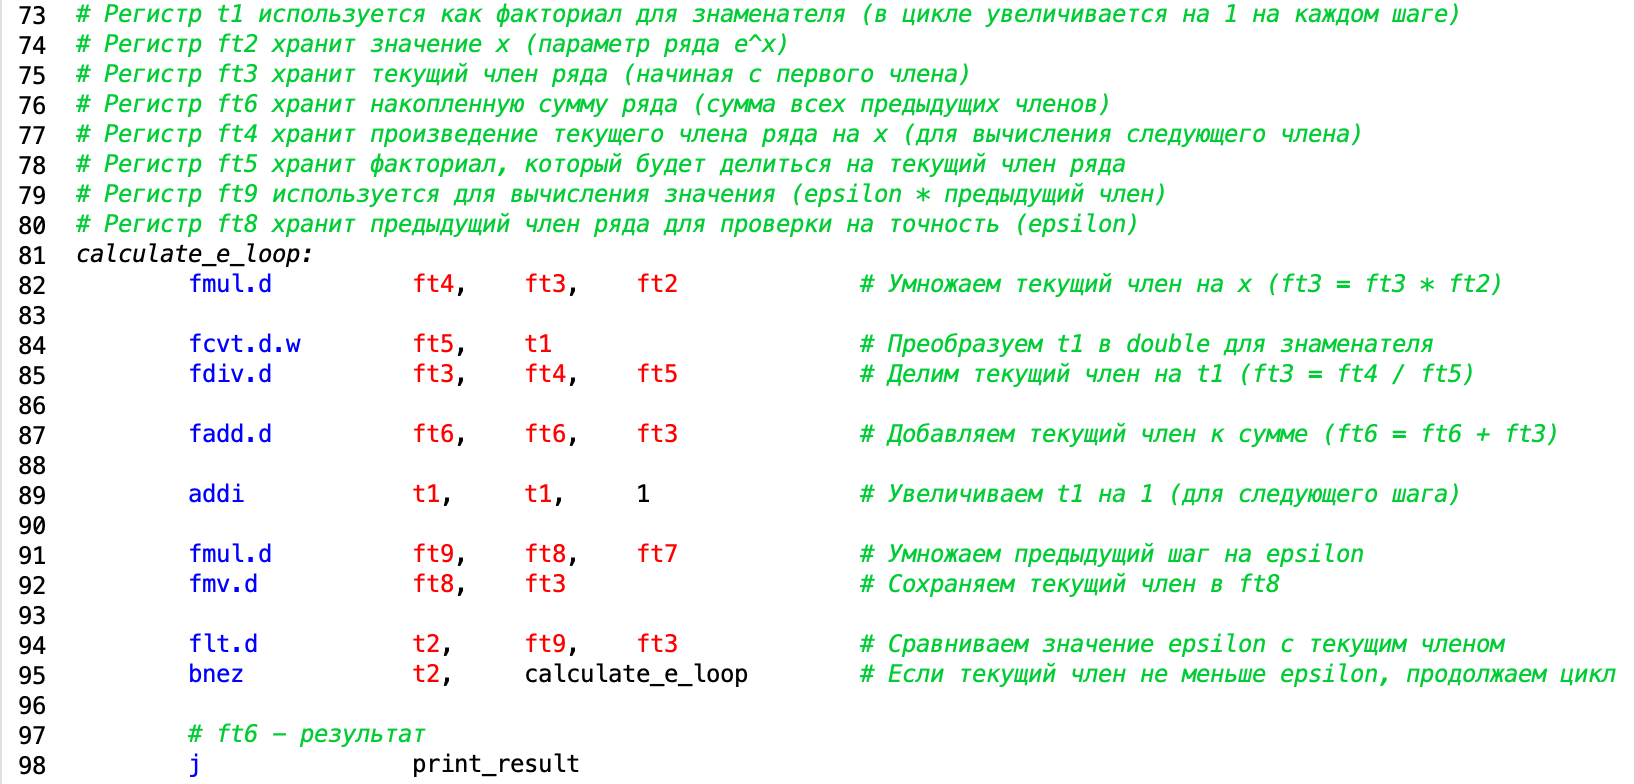 73 # Регистр t1 используется как факториал для знаменателя (в цикле увеличивается на 1 на каждом шаге)
74 # Регистр ft2 хранит значение x (параметр ряда e^x)
75 # Регистр ft3 хранит текущий член ряда (начиная с первого члена)
76 # Регистр ft6 хранит накопленную сумму ряда (сумма всех предыдущих членов)
77 # Регистр ft4 хранит произведение текущего члена ряда на x (для вычисления следующего члена)
78 # Регистр ft5 хранит факториал, который будет делиться на текущий член ряда
79 # Регистр ft9 используется для вычисления значения (epsilon * предыдущий член)
80 # Регистр ft8 хранит предыдущий член ряда для проверки на точность (epsilon)
81 calculate_e_loop:
82 fmul.d ft4, ft3, ft2 # Умножаем текущий член на x (ft3 = ft3 * ft2)
83
84 fcvt.d.w ft5, t1 # Преобразуем t1 в double для знаменателя
85 fdiv.d ft3, ft4, ft5 # Делим текущий член на t1 (ft3 = ft4 / ft5)
86
87 fadd.d ft6, ft6, ft3 # Добавляем текущий член к сумме (ft6 = ft6 + ft3)
88
89 addi t1, t1, 1 # Увеличиваем t1 на 1 (для следующего шага)
90
91 fmul.d ft9, ft8, ft7 # Умножаем предыдущий шаг на epsilon
92 fmv.d ft8, ft3 # Сохраняем текущий член в ft8
93
94 flt.d t2, ft9, ft3 # Сравниваем значение epsilon с текущим членом
95 bnez t2, calculate_e_loop # Если текущий член не меньше epsilon, продолжаем цикл
96
97 # ft6 – результат
98 j print_result